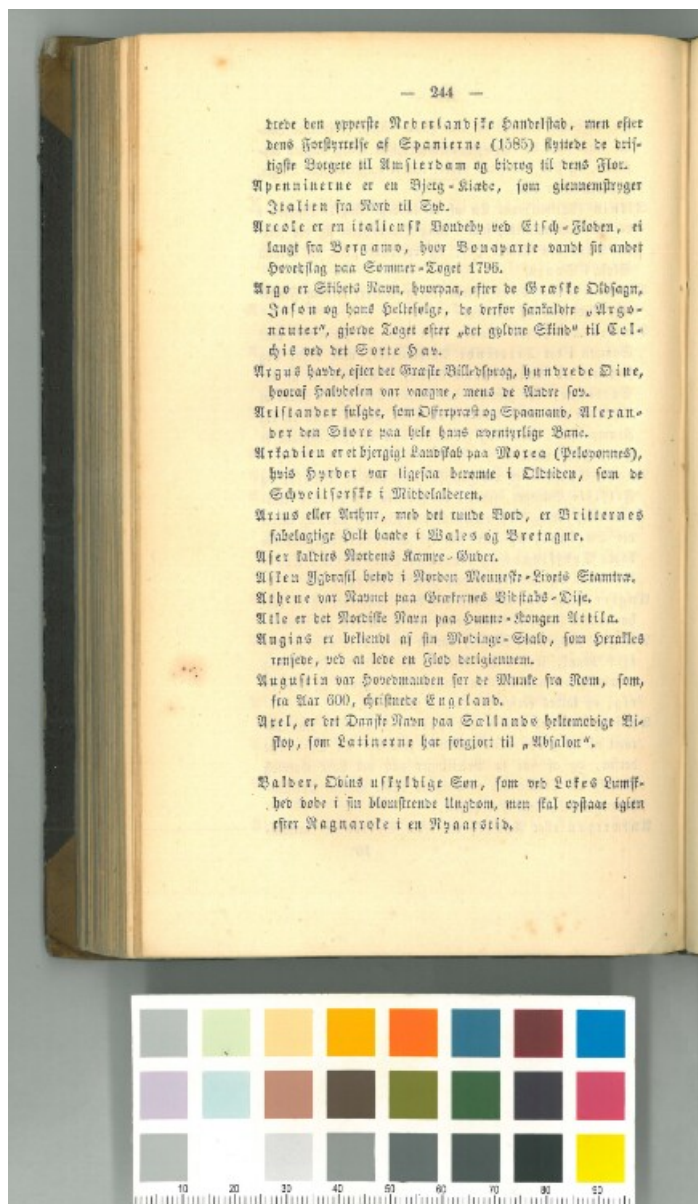 — 244 —
brede den ypperste Nederlandske Handelstad, men efter
dens Forstyrrelse af Spanierne (1585) flyttede de drif-
tigste Borgere til Amsterdam og bidrog til dens Flor.
Apenninerne er en Bjerg-Kiæde, som giennemstryger
Italien fra Nord til Syd.
Arcole er en italiensk Bondeby ved Etsch-Floden, ei
langt fra Bergamo, hvor Bonaparte vandt sit andet
Hovedslag paa Sommer-Toget 1796.
Argo er Skibets Navn, hvorpaa, efter de Græske Oldsagn,
Jason og hans Heltefølge, de derfor saakaldte „Argo-
nauter“, gjorde Toget efter „det gyldne Skind“ til Col-
chis ved det Sorte Hav.
Argus havde, efter det Græske Billedsprog, hundrede Øine,
hvoraf Halvdelen var vaagne, mens de Andre sov.
Aristander fulgde, som Offerpræst og Spaamand, Alexan-
der den Store paa hele hans æventyrlige Bane.
Arkadien er et bjergigt Landskab paa Morea (Peloponnes),
hvis Hyrder var ligesaa berømte i Oldtiden, som de
Schveitserske i Middelalderen.
Artus eller Arthur, med det runde Bord, er Britternes
fabelagtige Helt baade i Wales og Bretagne.
Aser kaldtes Nordens Kæmpe-Guder.
Asken Ygdrasil betød i Norden Menneske-Livets Stamtræ.
Athene var Navnet paa Grækernes Vidskabs-Dise.
Atle er det Nordiske Navn paa Hunne-Kongen Attila.
Augias er bekiendt af sin Mødinge-Stald, som Herakles
rensede, ved at lede en Flod derigiennem.
Augustin var Hovedmanden for de Munke fra Rom, som,
fra Aar 600, christnede Engeland.
Axel, er det Danske Navn paa Sællands heltemodige Bi-
skop, som Latinerne har forgjort til „Absalon“.
Balder, Odins uskyldige Søn, som ved Lokes Lumsk-
hed døde i sin blomstrende Ungdom, men skal opstaae igien
efter Ragnaroke i en Nyaarstid.
10 20 30 40 50 60 70 80 90